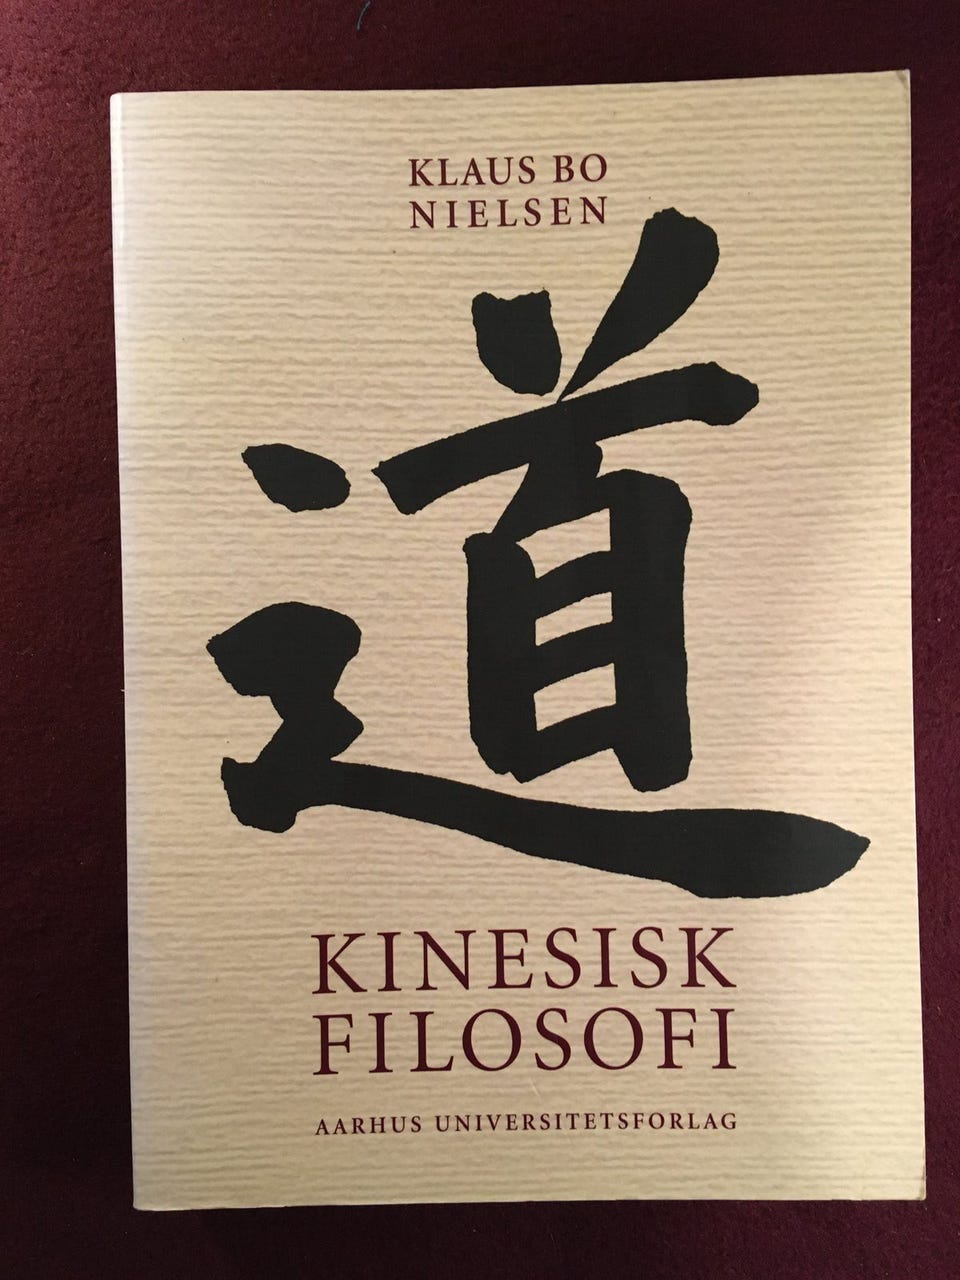 KLAUS BO
NIELSEN
道
KINESISK
FILOSOFI
AARHUS UNIVERSITETSFORLAG